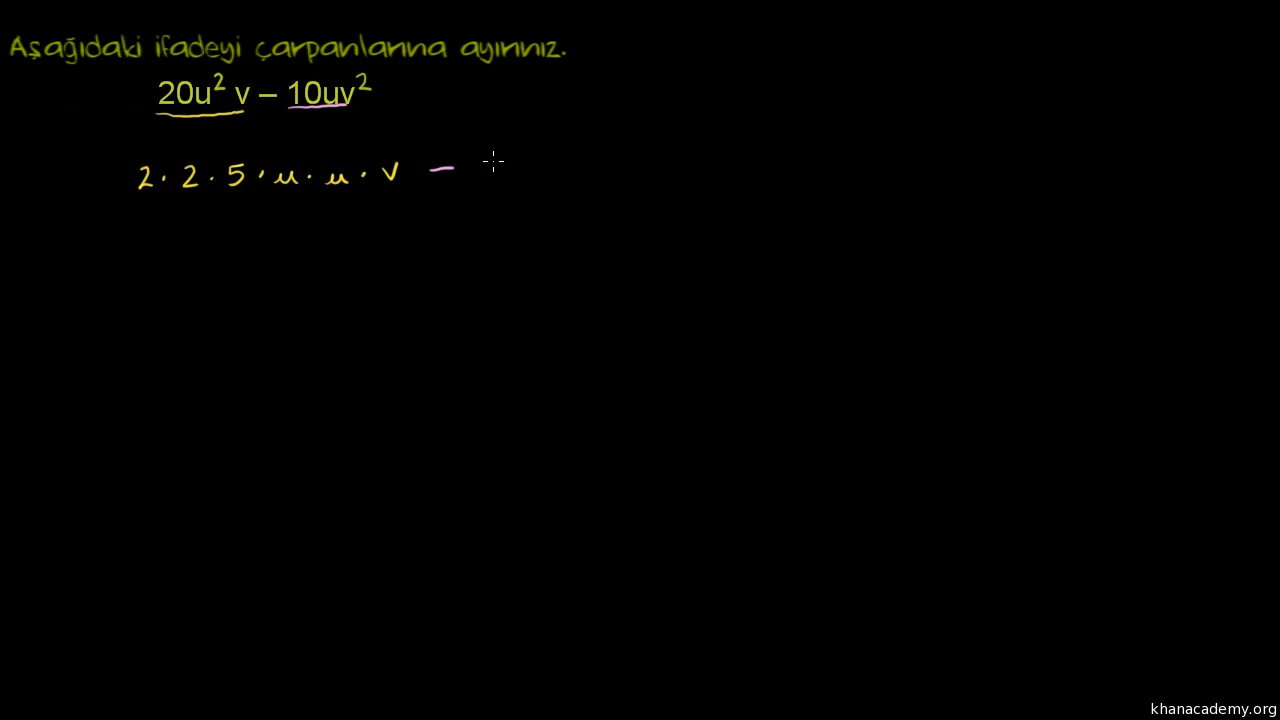 Aşağıdaki ifadeyi çarpanlarına ayırınız.
20u² v – 10uv²
2 · 2 · 5 · u · u · v –
khanacademy.org